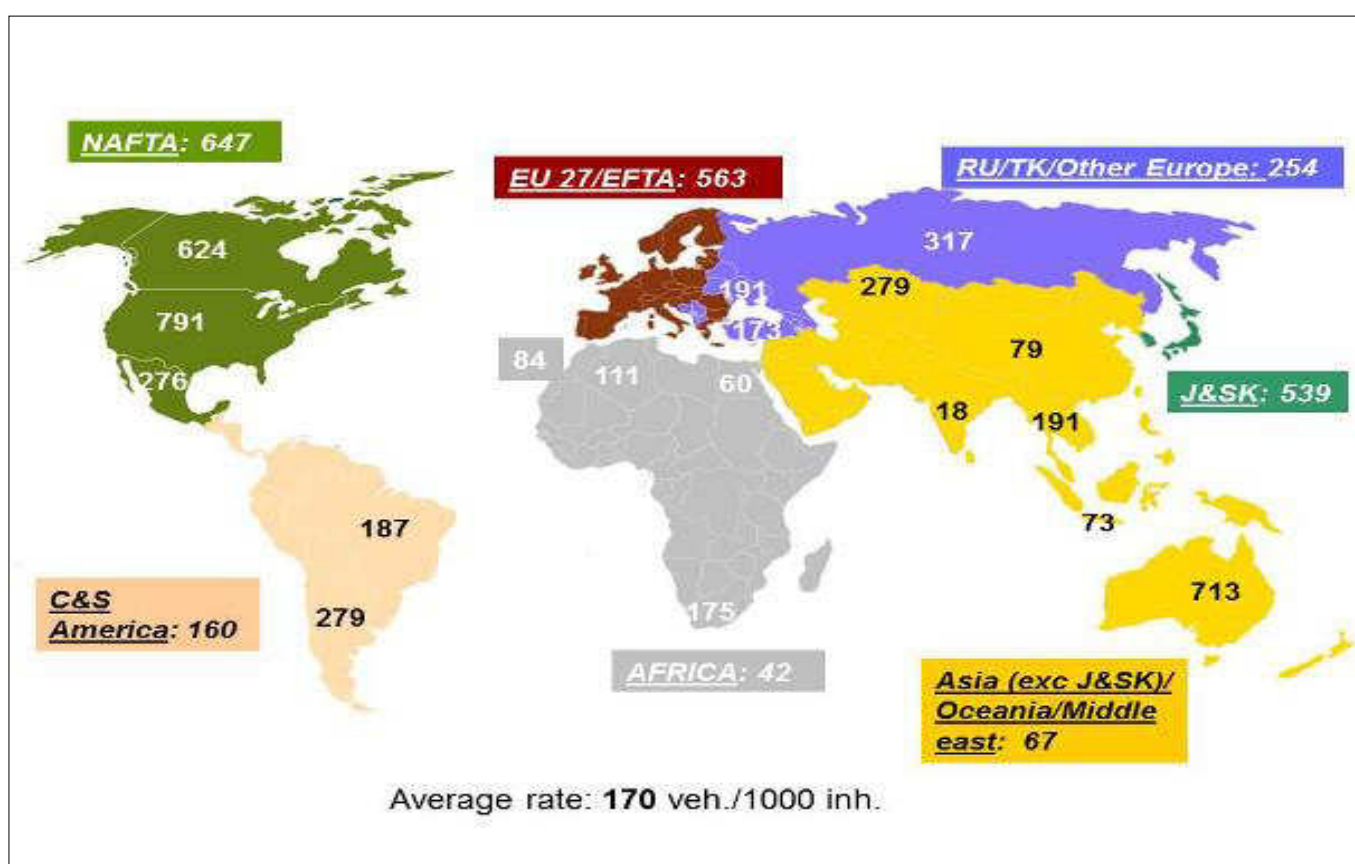 NAFTA: 647
EU 27/EFTA: 563
RU/TK/Other Europe: 254
624
317
791
191
279
173
276
84
111
60
79
J&SK: 539
18
191
187
73
C&S
America: 160
279
175
713
AFRICA: 42
Asia (exc J&SK)/
Oceania/Middle
east: 67
Average rate: 170 veh./1000 inh.